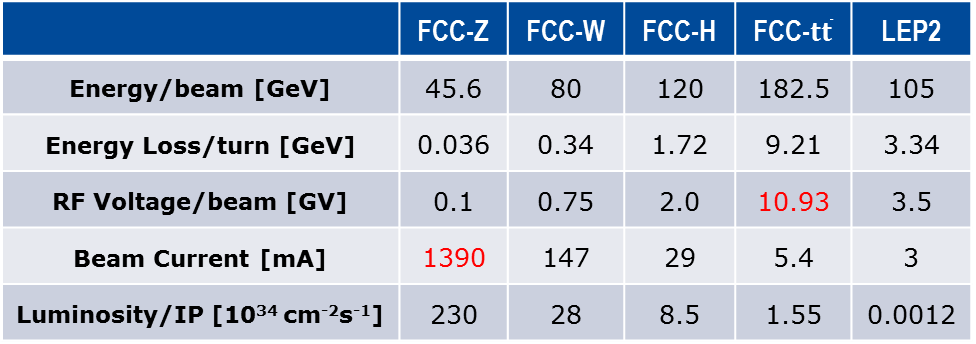 FCC-Z FCC-W FCC-H FCC-tt̄ LEP2
Energy/beam [GeV] 45.6 80 120 182.5 105
Energy Loss/turn [GeV] 0.036 0.34 1.72 9.21 3.34
RF Voltage/beam [GV] 0.1 0.75 2.0 10.93 3.5
Beam Current [mA] 1390 147 29 5.4 3
Luminosity/IP [10³⁴ cm⁻²s⁻¹] 230 28 8.5 1.55 0.0012